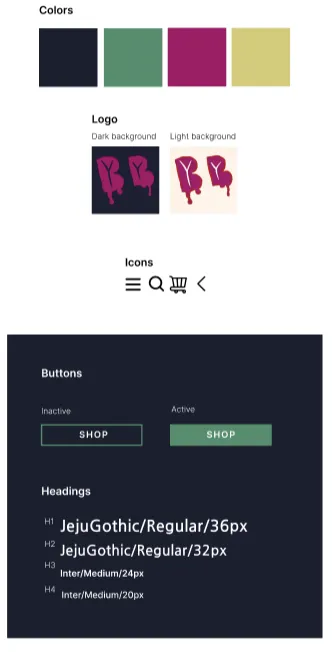 Colors
Logo
Dark background Light background
Y B Y B
Icons
Buttons
Inactive Active
SHOP SHOP
Headings
H1 JejuGothic/Regular/36px
H2 JejuGothic/Regular/32px
H3 Inter/Medium/24px
H4 Inter/Medium/20px